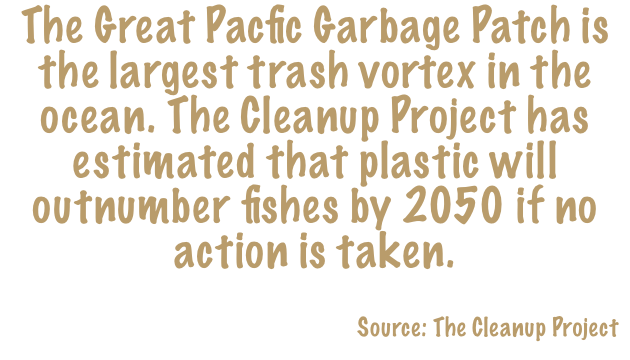 The Great Pacfic Garbage Patch is
the largest trash vortex in the
ocean. The Cleanup Project has
estimated that plastic will
outnumber fishes by 2050 if no
action is taken.
Source: The Cleanup Project